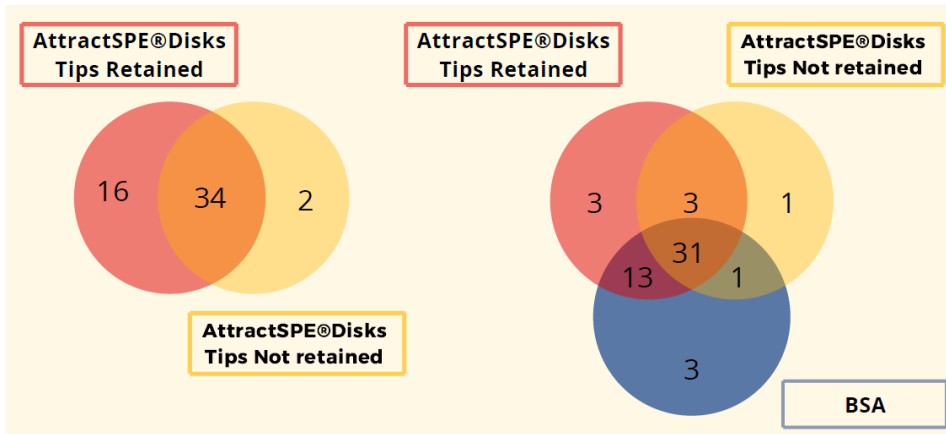 AttractSPE®Disks
Tips Retained
16
34
2
AttractSPE®Disks
Tips Not retained
AttractSPE®Disks
Tips Retained
AttractSPE®Disks
Tips Not retained
3
3
1
31
13
1
3
BSA